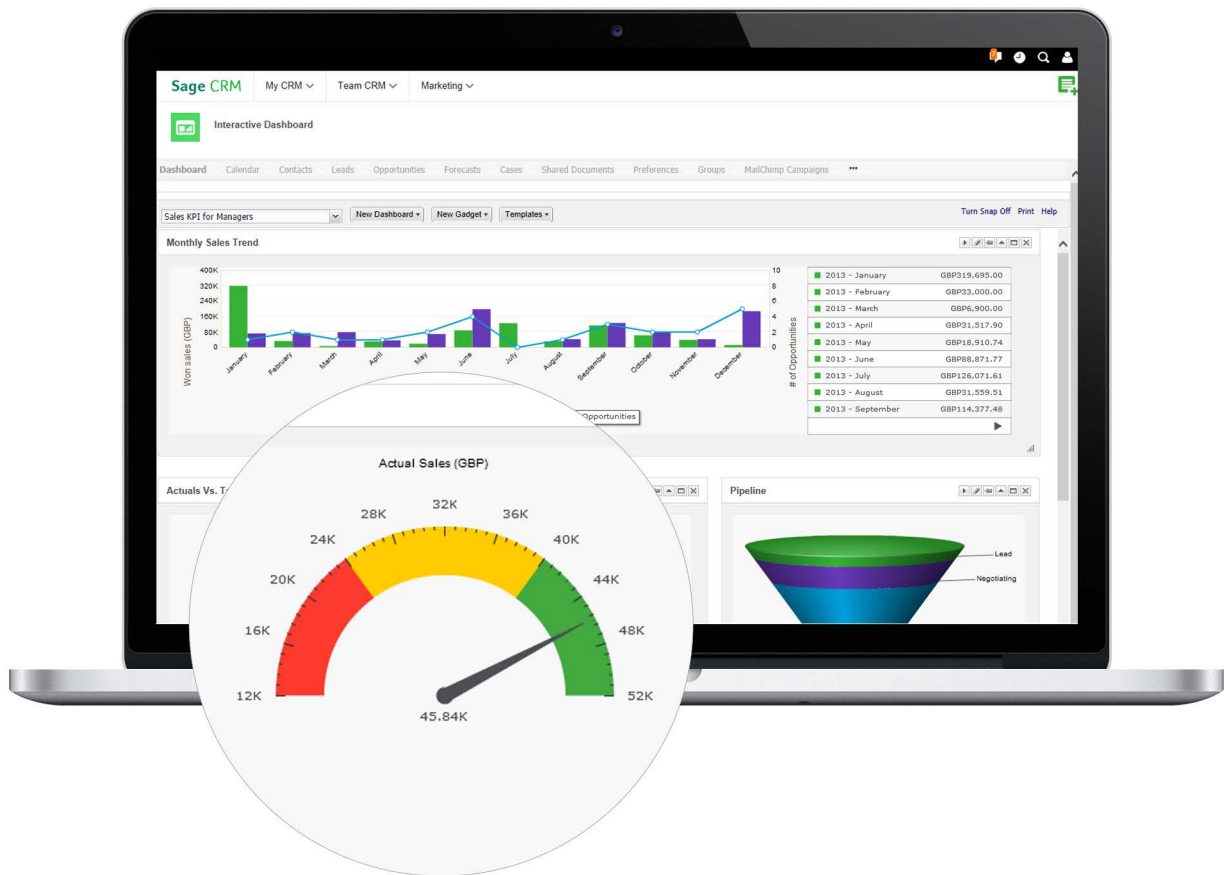 Sage CRM My CRM Team CRM Marketing
Interactive Dashboard
Dashboard Calendar Contacts Leads Opportunities Forecasts Cases Shared Documents Preferences Groups MailChimp Campaigns •••
Sales KPI for Managers New Dashboard New Gadget Templates Turn Snap Off Print Help
Monthly Sales Trend
400K
320K
240K
160K
80K
0
Won sales (GBP)
January February March April May June July August September October November December
10
8
6
4
2
0
# of Opportunities
2013 - January GBP319,695.00
2013 - February GBP33,000.00
2013 - March GBP6,900.00
2013 - April GBP31,517.90
2013 - May GBP18,910.74
2013 - June GBP88,871.77
2013 - July GBP126,071.61
2013 - August GBP31,559.51
2013 - September GBP114,377.48
Opportunities
Actuals Vs.
Pipeline
Lead
Negotiating
Actual Sales (GBP)
12K
16K
20K
24K
28K
32K
36K
40K
44K
48K
52K
45.84K